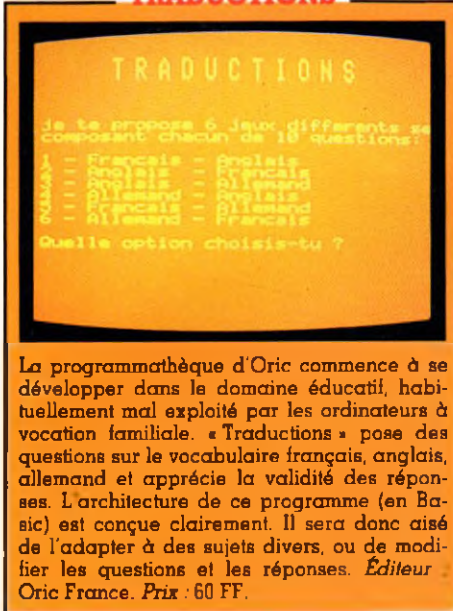 TRADUCTIONS
je te propose 6 jeux differents se
composant chacun de 10 questions:
1 : Francais : Anglais
2 : Anglais : Francais
3 : Anglais : Allemand
4 : Allemand : Anglais
5 : Francais : Allemand
6 : Allemand : Francais
Quelle option choisis-tu ?
La programmathèque d'Oric commence à se
développer dans le domaine éducatif, habi-
tuellement mal exploité par les ordinateurs à
vocation familiale. « Traductions » pose des
questions sur le vocabulaire français, anglais,
allemand et apprécie la validité des répon-
ses. L'architecture de ce programme (en Ba-
sic) est conçue clairement. Il sera donc aisé
de l'adapter à des sujets divers, ou de modi-
fier les questions et les réponses. Éditeur :
Oric France. Prix : 60 FF.